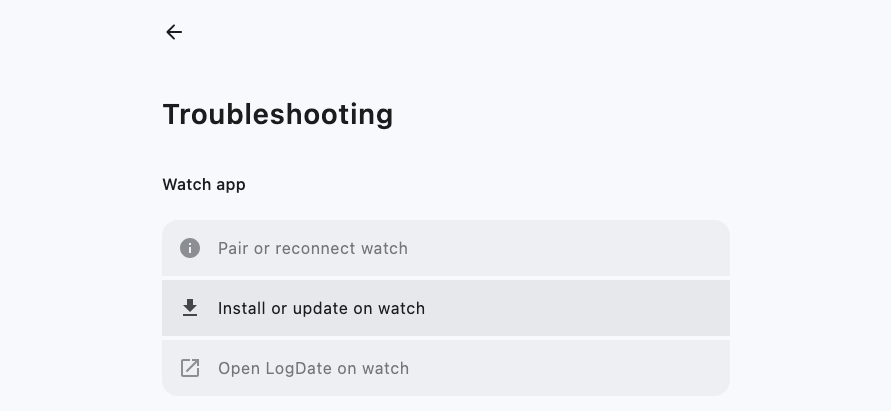 Troubleshooting
Watch app
Pair or reconnect watch
Install or update on watch
Open LogDate on watch